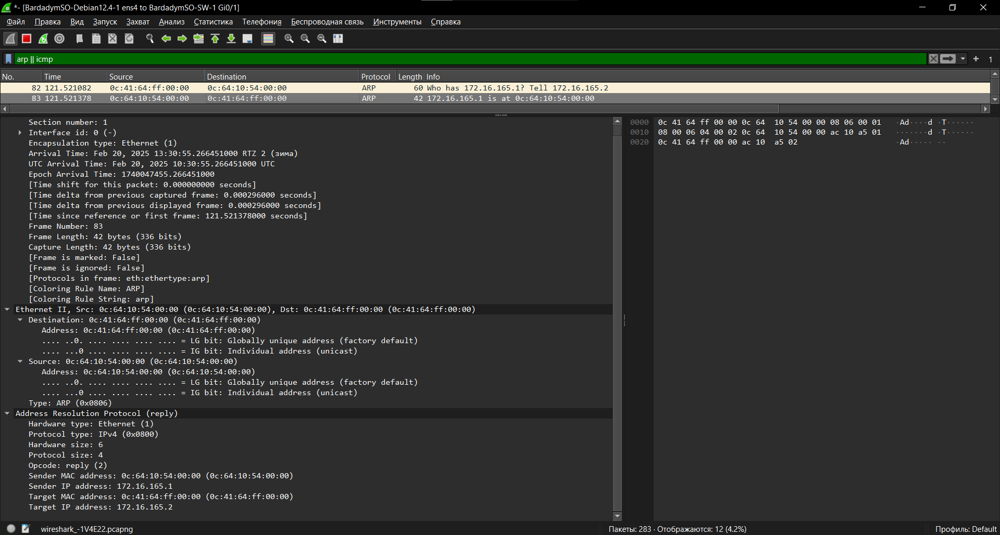 *- [BardadymSO-Debian12.4-1 ens4 to BardadymSO-SW-1 Gi0/1]
Файл Правка Вид Запуск Захват Анализ Статистика Телефония Беспроводная связь Инструменты Справка
arp || icmp + 1
No. Time Source Destination Protocol Length Info
82 121.521082 0c:41:64:ff:00:00 0c:64:10:54:00:00 ARP 60 Who has 172.16.165.1? Tell 172.16.165.2
83 121.521378 0c:64:10:54:00:00 0c:41:64:ff:00:00 ARP 42 172.16.165.1 is at 0c:64:10:54:00:00
Section number: 1
Interface id: 0 (-)
Encapsulation type: Ethernet (1)
Arrival Time: Feb 20, 2025 13:30:55.266451000 RTZ 2 (зима)
UTC Arrival Time: Feb 20, 2025 10:30:55.266451000 UTC
Epoch Arrival Time: 1740047455.266451000
[Time shift for this packet: 0.000000000 seconds]
[Time delta from previous captured frame: 0.000296000 seconds]
[Time delta from previous displayed frame: 0.000296000 seconds]
[Time since reference or first frame: 121.521378000 seconds]
Frame Number: 83
Frame Length: 42 bytes (336 bits)
Capture Length: 42 bytes (336 bits)
[Frame is marked: False]
[Frame is ignored: False]
[Protocols in frame: eth:ethertype:arp]
[Coloring Rule Name: ARP]
[Coloring Rule String: arp]
Ethernet II, Src: 0c:64:10:54:00:00 (0c:64:10:54:00:00), Dst: 0c:41:64:ff:00:00 (0c:41:64:ff:00:00)
Destination: 0c:41:64:ff:00:00 (0c:41:64:ff:00:00)
Address: 0c:41:64:ff:00:00 (0c:41:64:ff:00:00)
.... ..0. .... .... .... .... = LG bit: Globally unique address (factory default)
.... ...0 .... .... .... .... = IG bit: Individual address (unicast)
Source: 0c:64:10:54:00:00 (0c:64:10:54:00:00)
Address: 0c:64:10:54:00:00 (0c:64:10:54:00:00)
.... ..0. .... .... .... .... = LG bit: Globally unique address (factory default)
.... ...0 .... .... .... .... = IG bit: Individual address (unicast)
Type: ARP (0x0806)
Address Resolution Protocol (reply)
Hardware type: Ethernet (1)
Protocol type: IPv4 (0x0800)
Hardware size: 6
Protocol size: 4
Opcode: reply (2)
Sender MAC address: 0c:64:10:54:00:00 (0c:64:10:54:00:00)
Sender IP address: 172.16.165.1
Target MAC address: 0c:41:64:ff:00:00 (0c:41:64:ff:00:00)
Target IP address: 172.16.165.2
0000 0c 41 64 ff 00 00 0c 64 10 54 00 00 08 06 00 01 ·Ad····d ·T······
0010 08 00 06 04 00 02 0c 64 10 54 00 00 ac 10 a5 01 ·······d ·T······
0020 0c 41 64 ff 00 00 ac 10 a5 02 ·Ad····· ··
wireshark_-1V4E22.pcapng Пакеты: 283 · Отображаются: 12 (4.2%) Профиль: Default